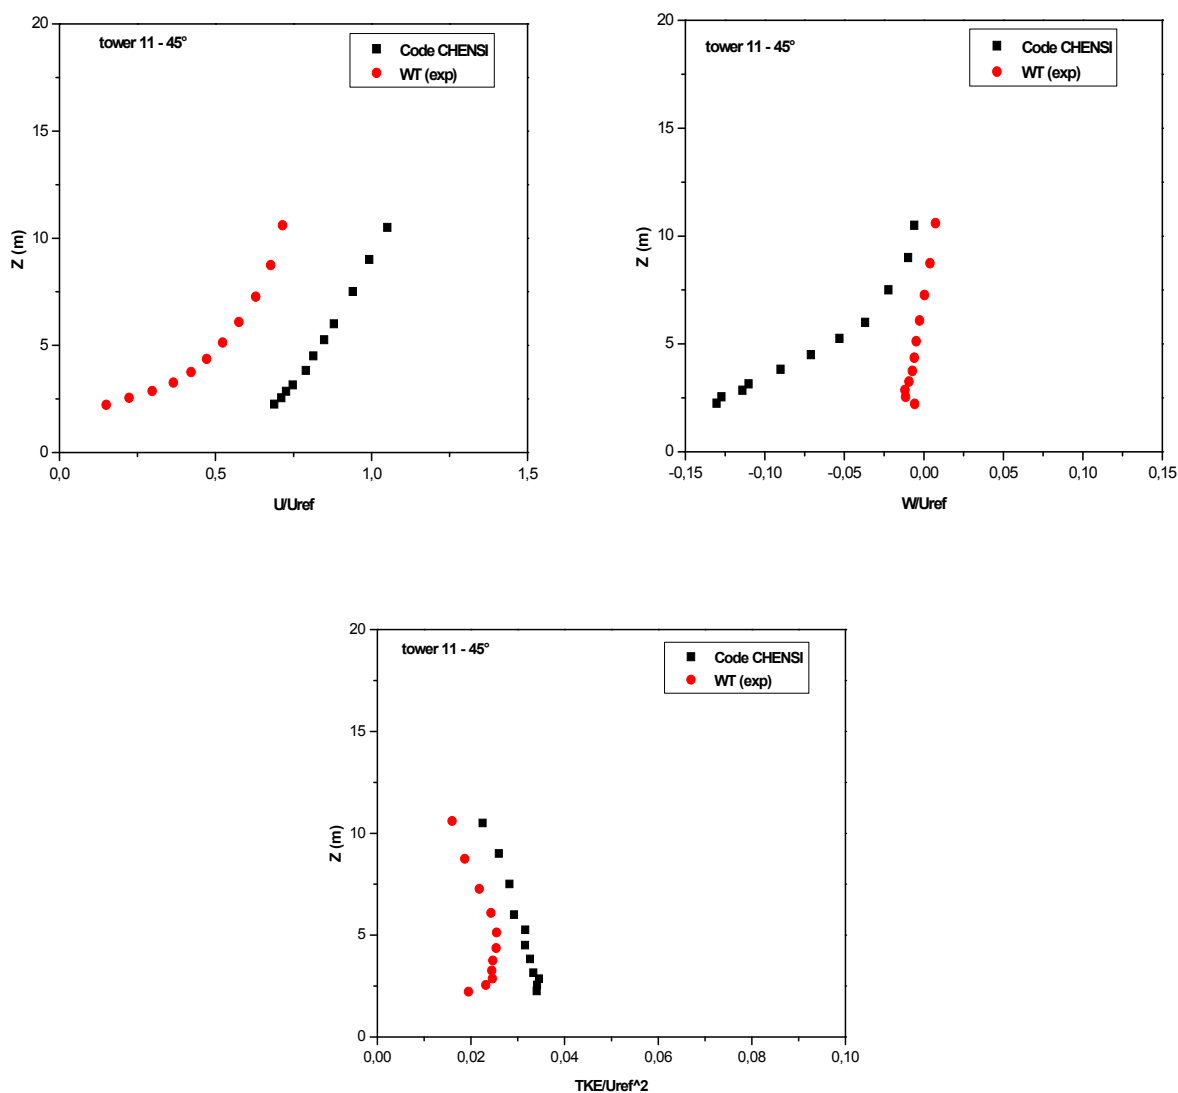 tower 11 - 45°
Code CHENSI
WT (exp)
20
15
10
5
0
Z (m)
0,0
0,5
1,0
1,5
U/Uref
tower 11 - 45°
Code CHENSI
WT (exp)
20
15
10
5
0
Z (m)
-0,15
-0,10
-0,05
0,00
0,05
0,10
0,15
W/Uref
tower 11 - 45°
Code CHENSI
WT (exp)
20
15
10
5
0
Z (m)
0,00
0,02
0,04
0,06
0,08
0,10
TKE/Uref^2